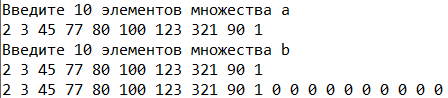 Введите 10 элементов множества a
2 3 45 77 80 100 123 321 90 1
Введите 10 элементов множества b
2 3 45 77 80 100 123 321 90 1
2 3 45 77 80 100 123 321 90 1 0 0 0 0 0 0 0 0 0 0